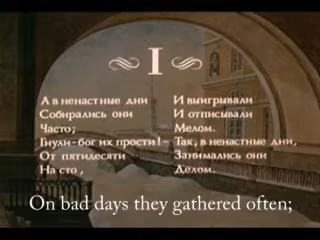 I
А в ненастные дни
Собирались они
Часто;
Гнули-бог их прости!-
От пятидесяти
На сто,
И выигрывали
И отписывали
Мелом.
Так, в ненастные дни,
Занимались они
Делом.
On bad days they gathered often;